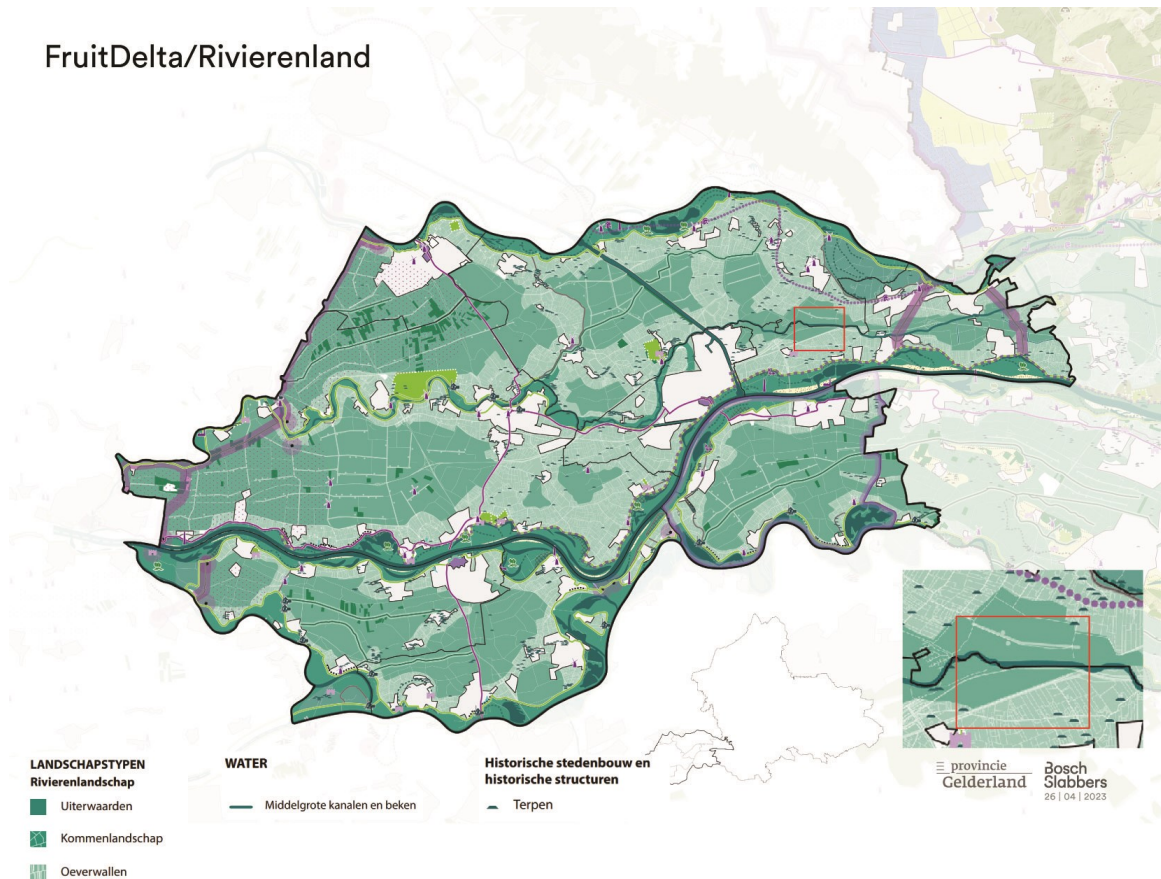 FruitDelta/Rivierenland
LANDSCHAPSTYPEN
Rivierenlandschap
Uiterwaarden
Kommenlandschap
Oeverwallen
WATER
Middelgrote kanalen en beken
Historische stedenbouw en
historische structuren
Terpen
provincie
Gelderland
Bosch
Slabbers
26 | 04 | 2023